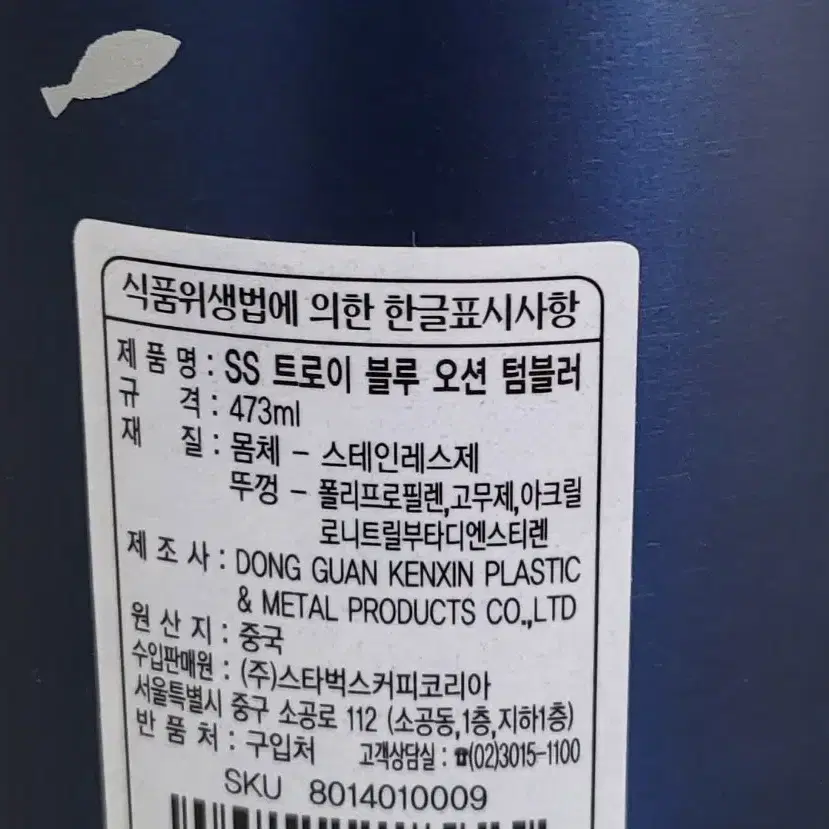 식품위생법에 의한 한글표시사항
제 품 명 : SS 트로이 블루 오션 텀블러
규 격 : 473ml
재 질 : 몸체 - 스테인레스제
뚜껑 - 폴리프로필렌,고무제,아크릴
로니트릴부타디엔스티렌
제 조 사 : DONG GUAN KENXIN PLASTIC
& METAL PRODUCTS CO.,LTD
원 산 지 : 중국
수입판매원 : (주)스타벅스커피코리아
서울특별시 중구 소공로 112 (소공동,1층,지하1층)
반 품 처 : 구입처 고객상담실 : ☎(02)3015-1100
SKU 8014010009